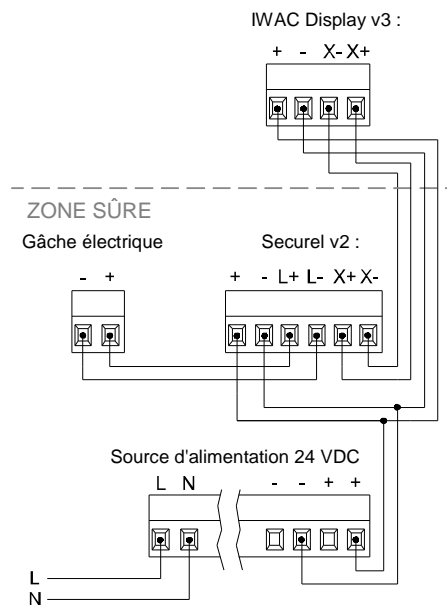 IWAC Display v3 :
+ - X- X+
ZONE SÛRE
Gâche électrique
Securel v2 :
- +
+ - L+ L- X+ X-
Source d'alimentation 24 VDC
L N - - + +
L
N